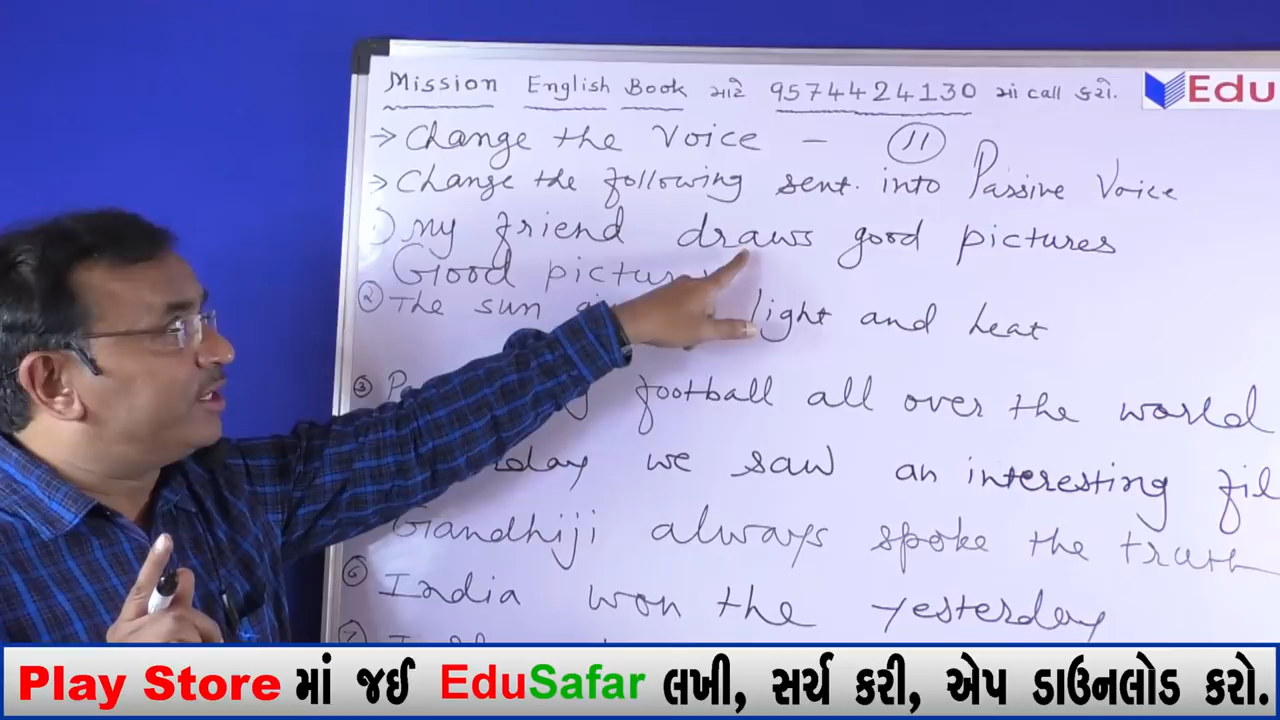 Mission English Book માટે 9574424130 માં call કરો.
Edu
→ Change the Voice - 11
→ Change the following sent. into Passive Voice
1) My friend draws good pictures
Good
② The sun light and heat
③ football all over the world
we saw an interesting
Gandhiji always spoke the truth
⑥ India won the yesterday
Play Store માં જઈ EduSafar લખી, સર્ચ કરી, એપ ડાઉનલોડ કરો.